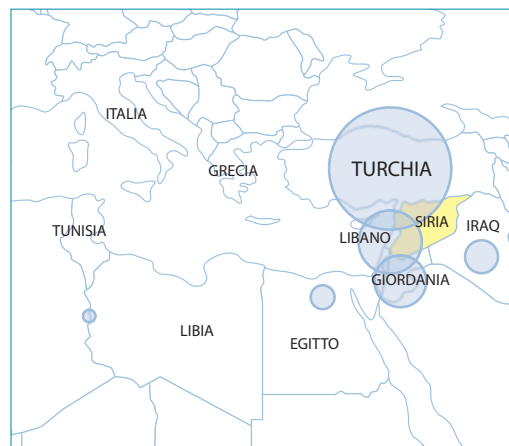 ITALIA
GRECIA
TURCHIA
TUNISIA
SIRIA
IRAQ
LIBANO
GIORDANIA
LIBIA
EGITTO